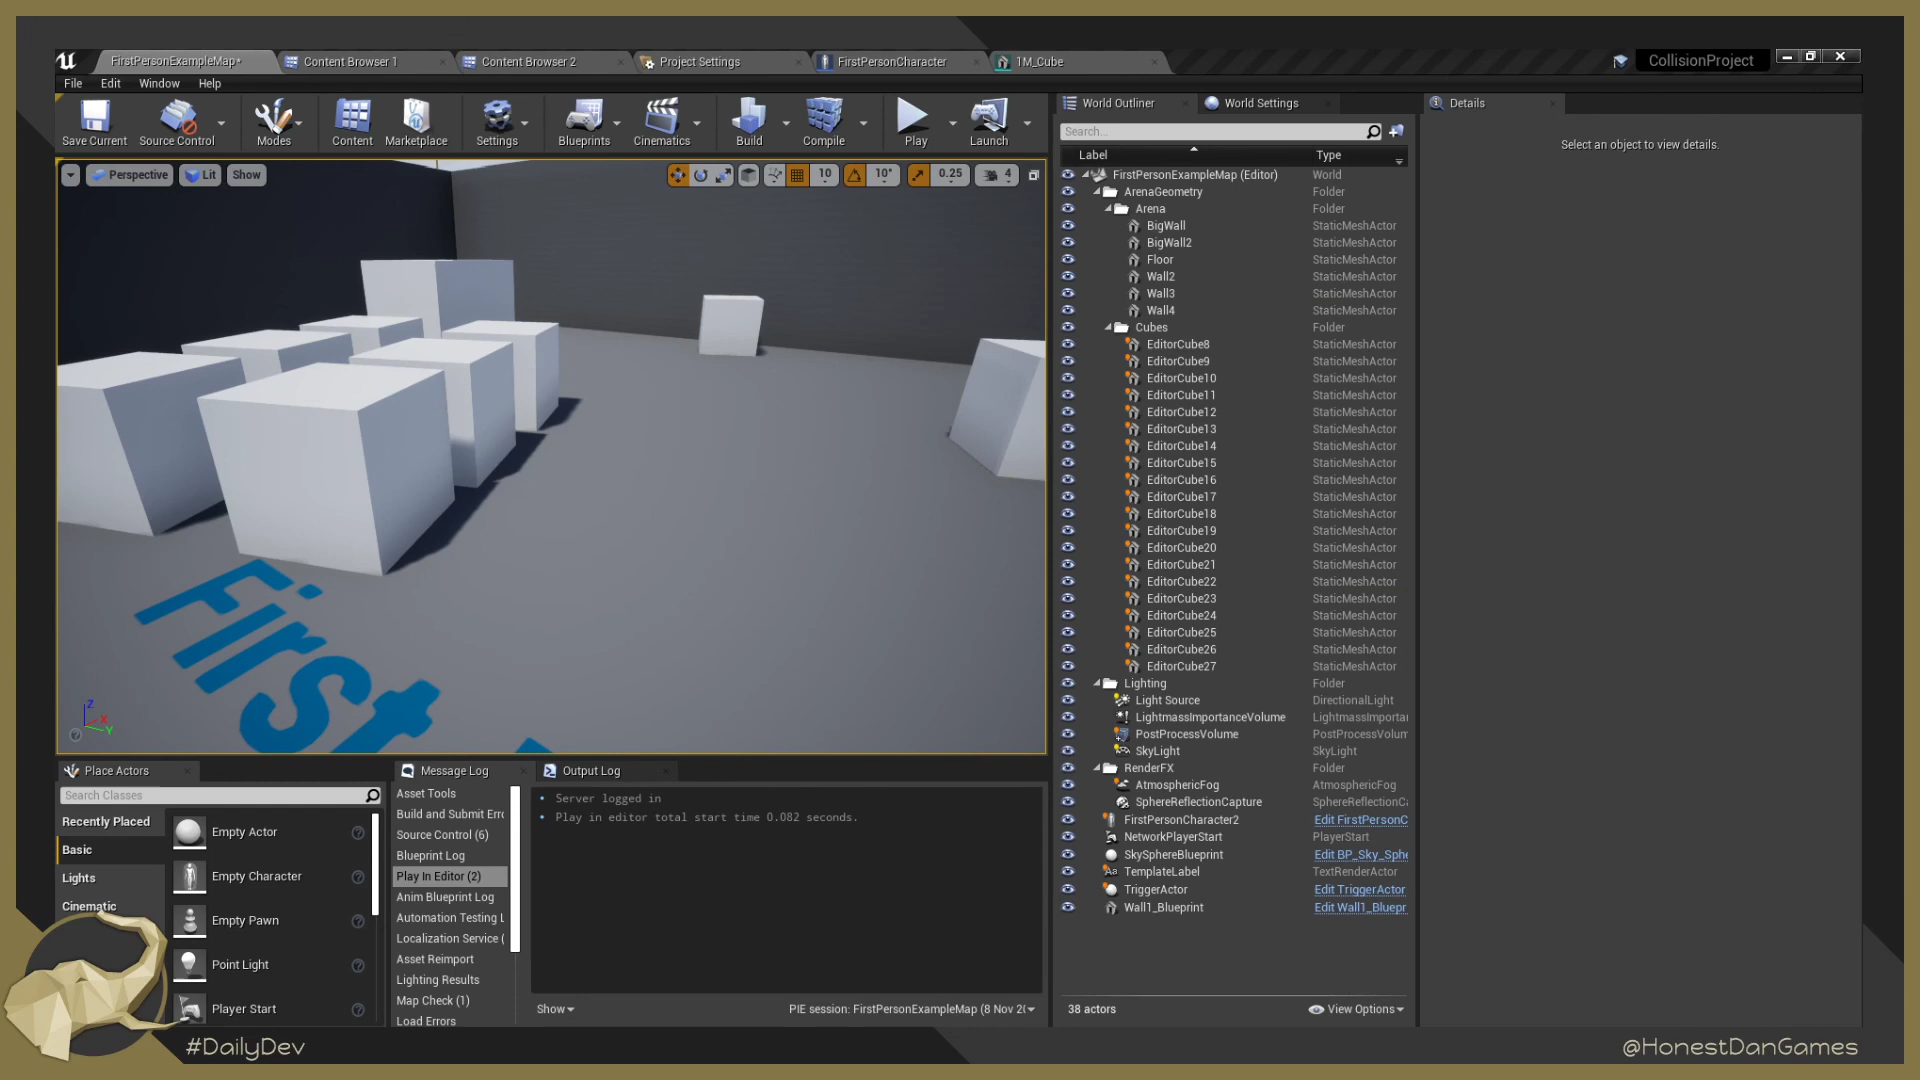 FirstPersonExampleMap*
Content Browser 1
Content Browser 2
Project Settings
FirstPersonCharacter
1M_Cube
CollisionProject
File Edit Window Help
Save Current
Source Control
Modes
Content
Marketplace
Settings
Blueprints
Cinematics
Build
Compile
Play
Launch
Perspective
Lit
Show
10
10°
0.25
4
First
Z
X
Y
World Outliner
World Settings
Search...
Label Type
FirstPersonExampleMap (Editor) World
ArenaGeometry Folder
Arena Folder
BigWall StaticMeshActor
BigWall2 StaticMeshActor
Floor StaticMeshActor
Wall2 StaticMeshActor
Wall3 StaticMeshActor
Wall4 StaticMeshActor
Cubes Folder
EditorCube8 StaticMeshActor
EditorCube9 StaticMeshActor
EditorCube10 StaticMeshActor
EditorCube11 StaticMeshActor
EditorCube12 StaticMeshActor
EditorCube13 StaticMeshActor
EditorCube14 StaticMeshActor
EditorCube15 StaticMeshActor
EditorCube16 StaticMeshActor
EditorCube17 StaticMeshActor
EditorCube18 StaticMeshActor
EditorCube19 StaticMeshActor
EditorCube20 StaticMeshActor
EditorCube21 StaticMeshActor
EditorCube22 StaticMeshActor
EditorCube23 StaticMeshActor
EditorCube24 StaticMeshActor
EditorCube25 StaticMeshActor
EditorCube26 StaticMeshActor
EditorCube27 StaticMeshActor
Lighting Folder
Light Source DirectionalLight
LightmassImportanceVolume LightmassImportar
PostProcessVolume PostProcessVolum
SkyLight SkyLight
RenderFX Folder
AtmosphericFog AtmosphericFog
SphereReflectionCapture SphereReflectionCa
FirstPersonCharacter2 Edit FirstPersonC
NetworkPlayerStart PlayerStart
SkySphereBlueprint Edit BP_Sky_Sphe
TemplateLabel TextRenderActor
TriggerActor Edit TriggerActor
Wall1_Blueprint Edit Wall1_Bluepr
38 actors
View Options
Details
Select an object to view details.
Place Actors
Search Classes
Recently Placed
Basic
Lights
Cinematic
Empty Actor
Empty Character
Empty Pawn
Point Light
Player Start
Message Log
Output Log
Asset Tools
Build and Submit Erro
Source Control (6)
Blueprint Log
Play In Editor (2)
Anim Blueprint Log
Automation Testing L
Localization Service (
Asset Reimport
Lighting Results
Map Check (1)
Load Errors
• Server logged in
• Play in editor total start time 0.082 seconds.
Show
PIE session: FirstPersonExampleMap (8 Nov 20
#DailyDev
@HonestDanGames